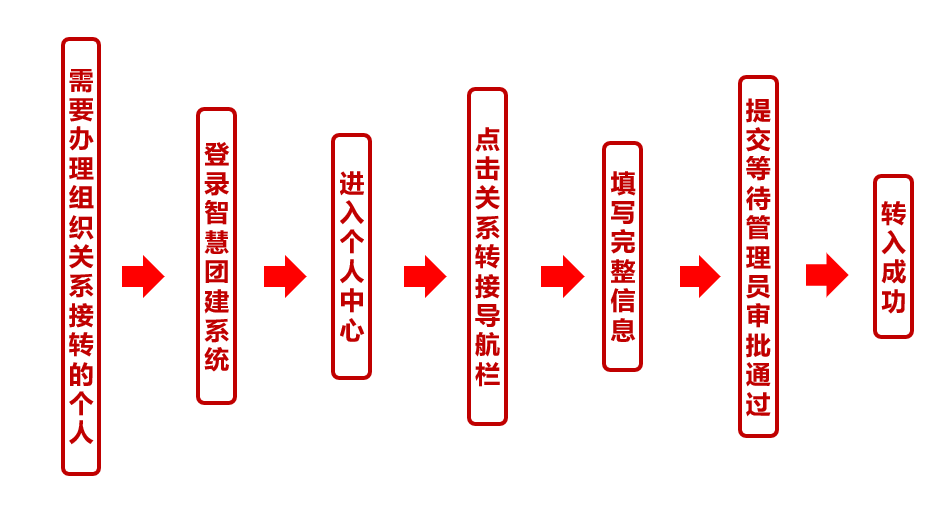 需要办理组织关系接转的个人
登录智慧团建系统
进入个人中心
点击关系转接导航栏
填写完整信息
提交等待管理员审批通过
转入成功